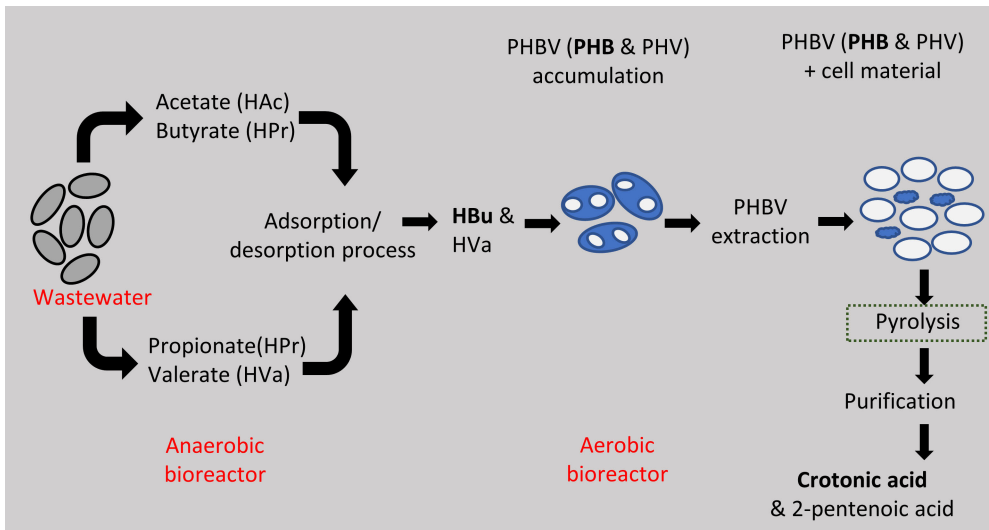 PHBV (PHB & PHV)
accumulation
PHBV (PHB & PHV)
+ cell material
Acetate (HAc)
Butyrate (HPr)
Adsorption/
desorption process
HBu &
HVa
PHBV
extraction
Wastewater
Propionate(HPr)
Valerate (HVa)
Pyrolysis
Purification
Anaerobic
bioreactor
Aerobic
bioreactor
Crotonic acid
& 2-pentenoic acid